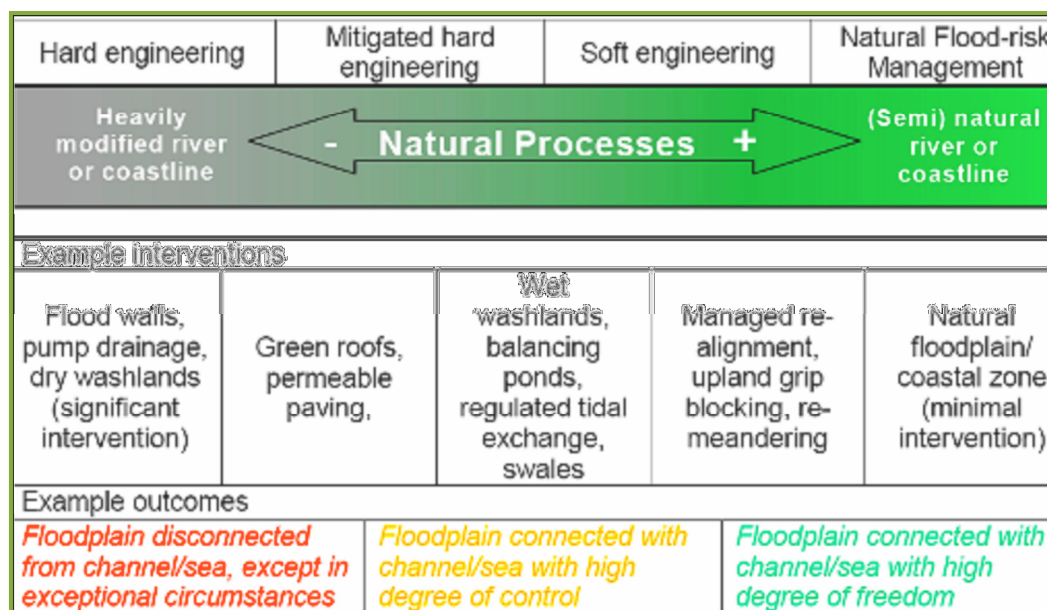 Hard engineering
Mitigated hard
engineering
Soft engineering
Natural Flood-risk
Management
Heavily
modified river
or coastline
- Natural Processes +
(Semi) natural
river or
coastline
Example interventions
Flood walls,
pump drainage,
dry washlands
(significant
intervention)
Green roofs,
permeable
paving,
Wet
washlands,
balancing
ponds,
regulated tidal
exchange,
swales
Managed re-
alignment,
upland grip
blocking, re-
meandering
Natural
floodplain/
coastal zone
(minimal
intervention)
Example outcomes
Floodplain disconnected
from channel/sea, except in
exceptional circumstances
Floodplain connected with
channel/sea with high
degree of control
Floodplain connected with
channel/sea with high
degree of freedom